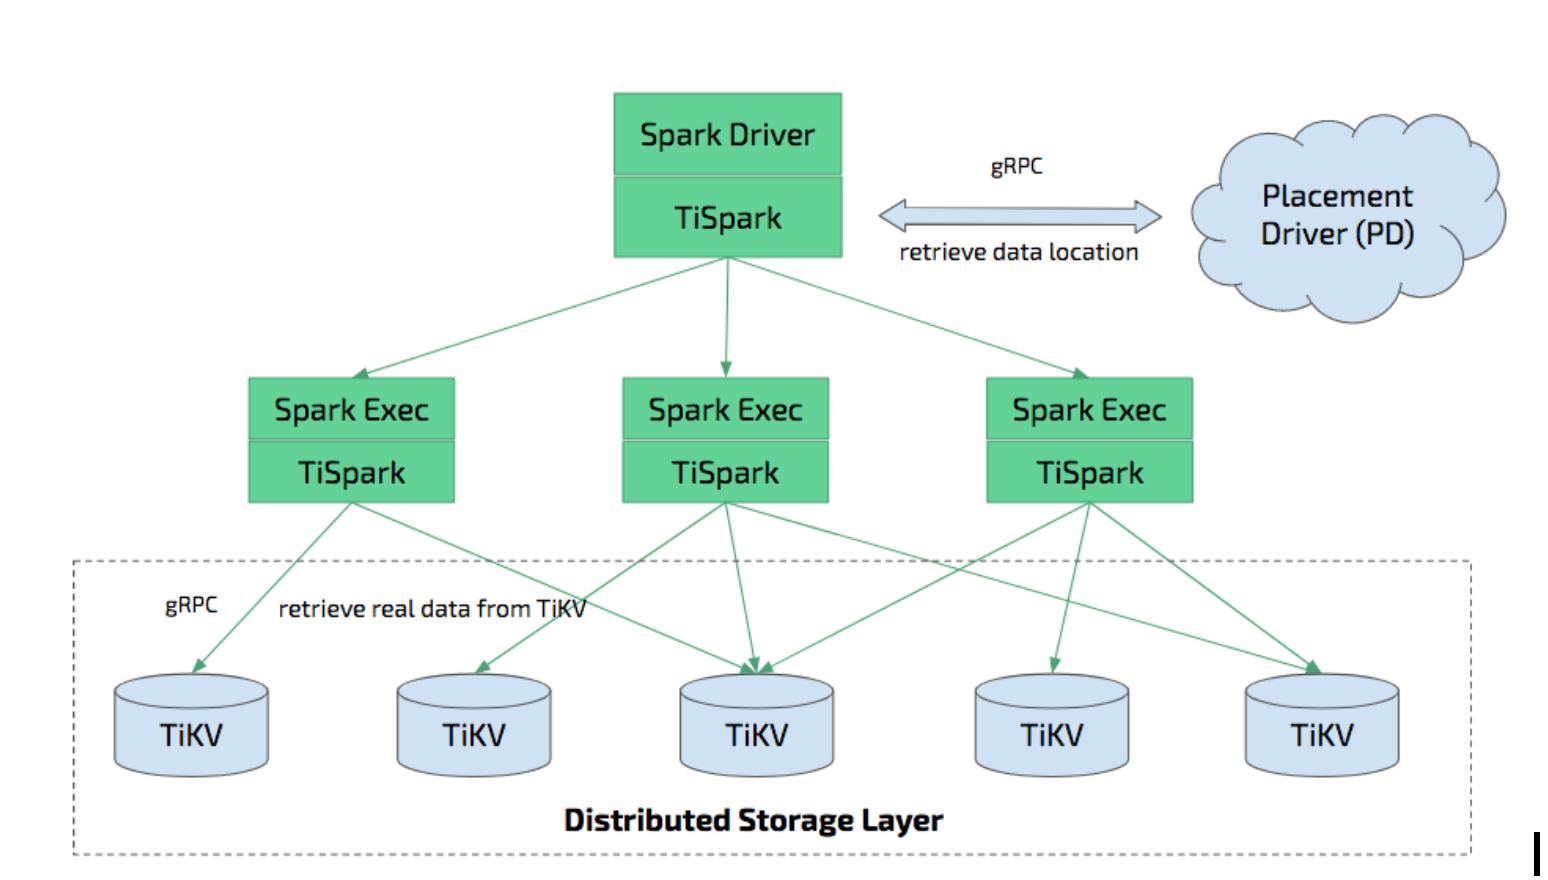 Spark Driver
TiSpark
gRPC
retrieve data location
Placement
Driver (PD)
Spark Exec
TiSpark
Spark Exec
TiSpark
Spark Exec
TiSpark
gRPC
retrieve real data from TiKV
TiKV
TiKV
TiKV
TiKV
TiKV
Distributed Storage Layer